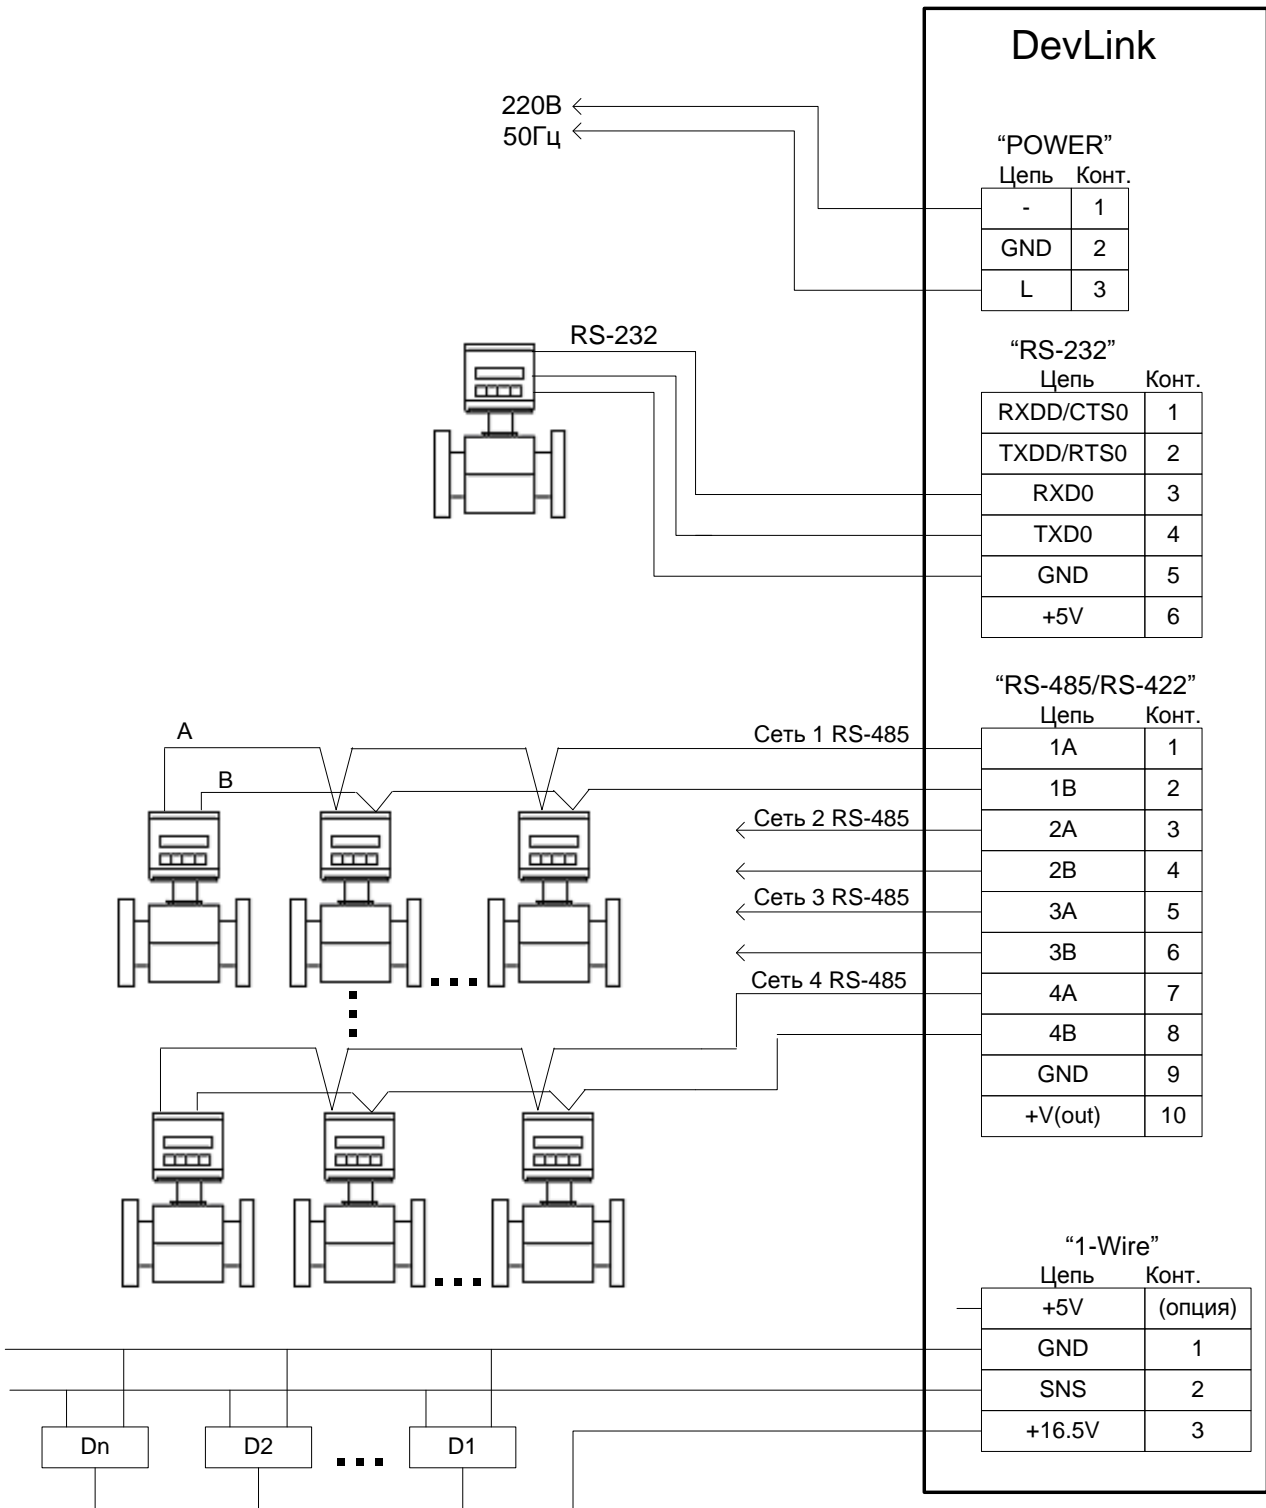 DevLink
220В
50Гц
“POWER”
Цепь Конт.
- 1
GND 2
L 3
RS-232
“RS-232”
Цепь Конт.
RXDD/CTS0 1
TXDD/RTS0 2
RXD0 3
TXD0 4
GND 5
+5V 6
“RS-485/RS-422”
Цепь Конт.
A
B
Сеть 1 RS-485
1A 1
1B 2
Сеть 2 RS-485
2A 3
2B 4
Сеть 3 RS-485
3A 5
3B 6
Сеть 4 RS-485
4A 7
4B 8
GND 9
+V(out) 10
“1-Wire”
Цепь Конт.
+5V (опция)
GND 1
SNS 2
+16.5V 3
Dn D2 D1